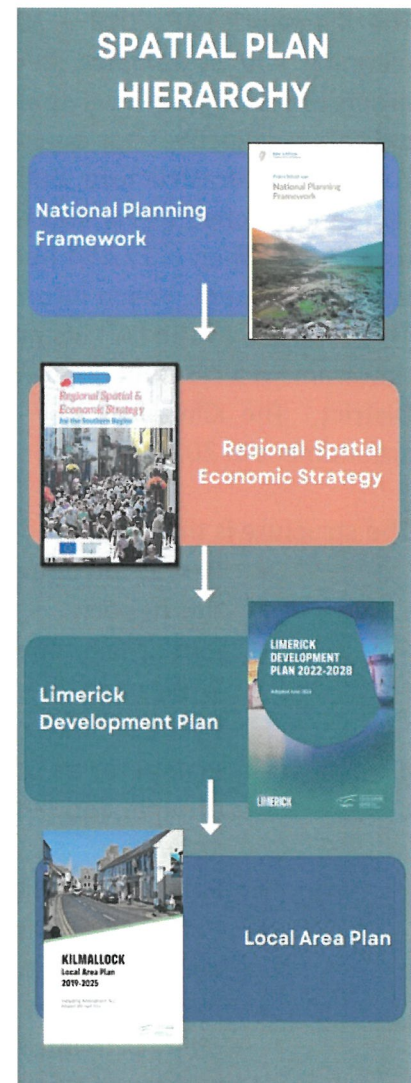 SPATIAL PLAN
HIERARCHY
National Planning
Framework
National Planning
Framework
Regional Spatial &
Economic Strategy
for the Southern Region
Regional Spatial
Economic Strategy
Limerick
Development Plan
LIMERICK
DEVELOPMENT
PLAN 2022-2028
LIMERICK
KILMALLOCK
Local Area Plan
2019-2025
Local Area Plan